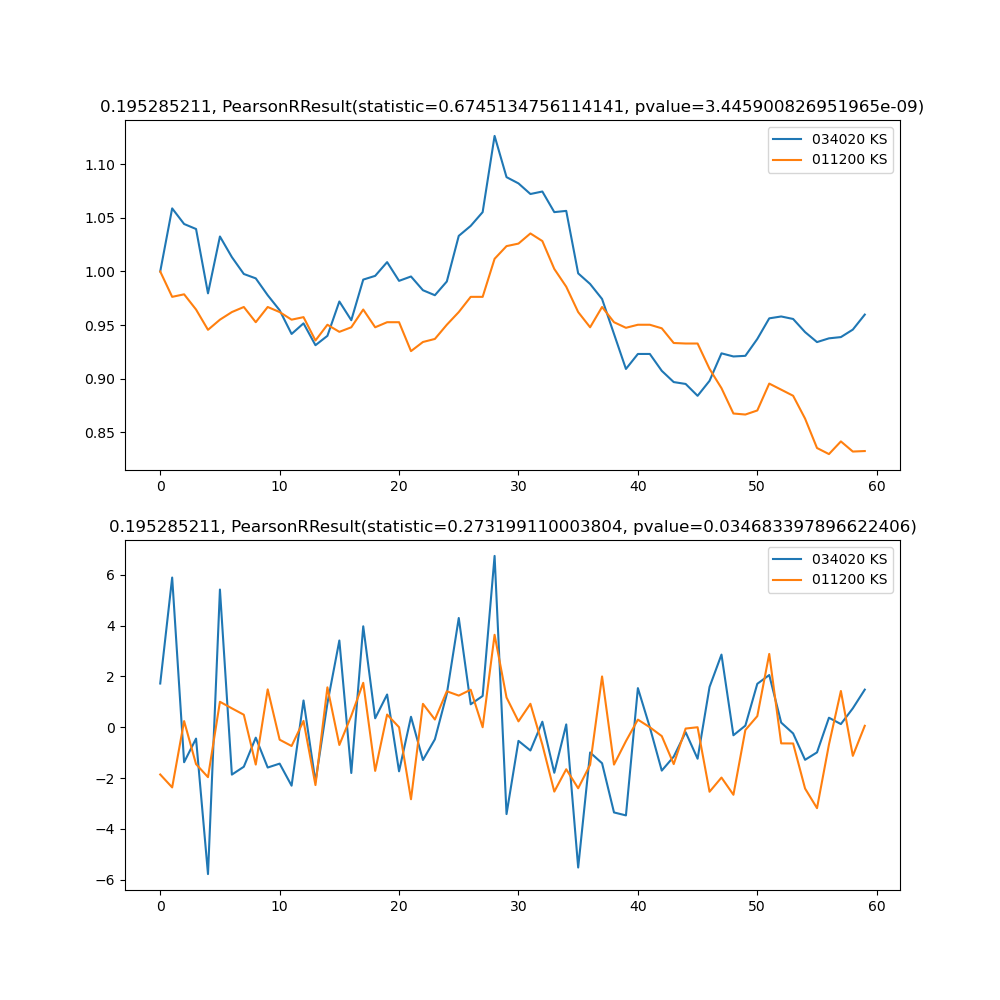 0.195285211, PearsonRResult(statistic=0.6745134756114141, pvalue=3.445900826951965e-09)
034020 KS
011200 KS
1.10
1.05
1.00
0.95
0.90
0.85
0 10 20 30 40 50 60
0.195285211, PearsonRResult(statistic=0.273199110003804, pvalue=0.034683397896622406)
034020 KS
011200 KS
6
4
2
0
−2
−4
−6
0 10 20 30 40 50 60